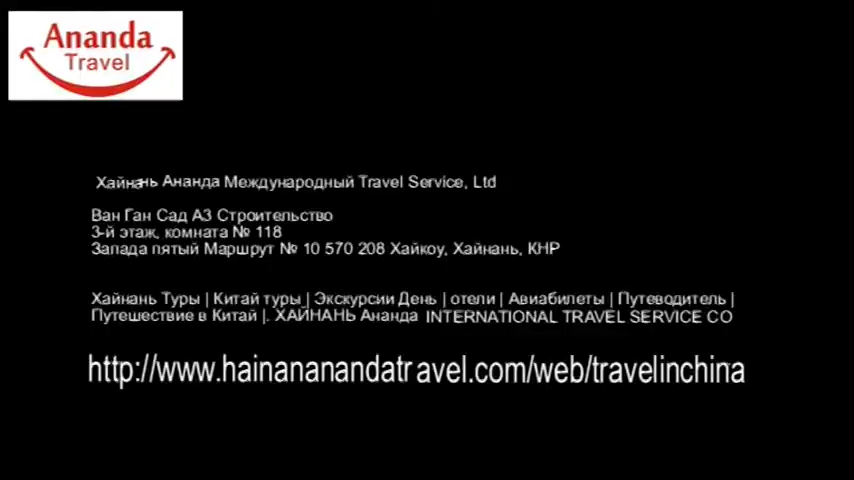 Ananda
Travel
Хайнань Ананда Международный Travel Service, Ltd
Ван Ган Сад A3 Строительство
3-й этаж, комната № 118
Запада пятый Маршрут № 10 570 208 Хайкоу, Хайнань, КНР
Хайнань Туры | Китай туры | Экскурсии День | отели | Авиабилеты | Путеводитель |
Путешествие в Китай |. ХАЙНАНЬ Ананда INTERNATIONAL TRAVEL SERVICE CO
http://www.hainananandatravel.com/web/travelinchina